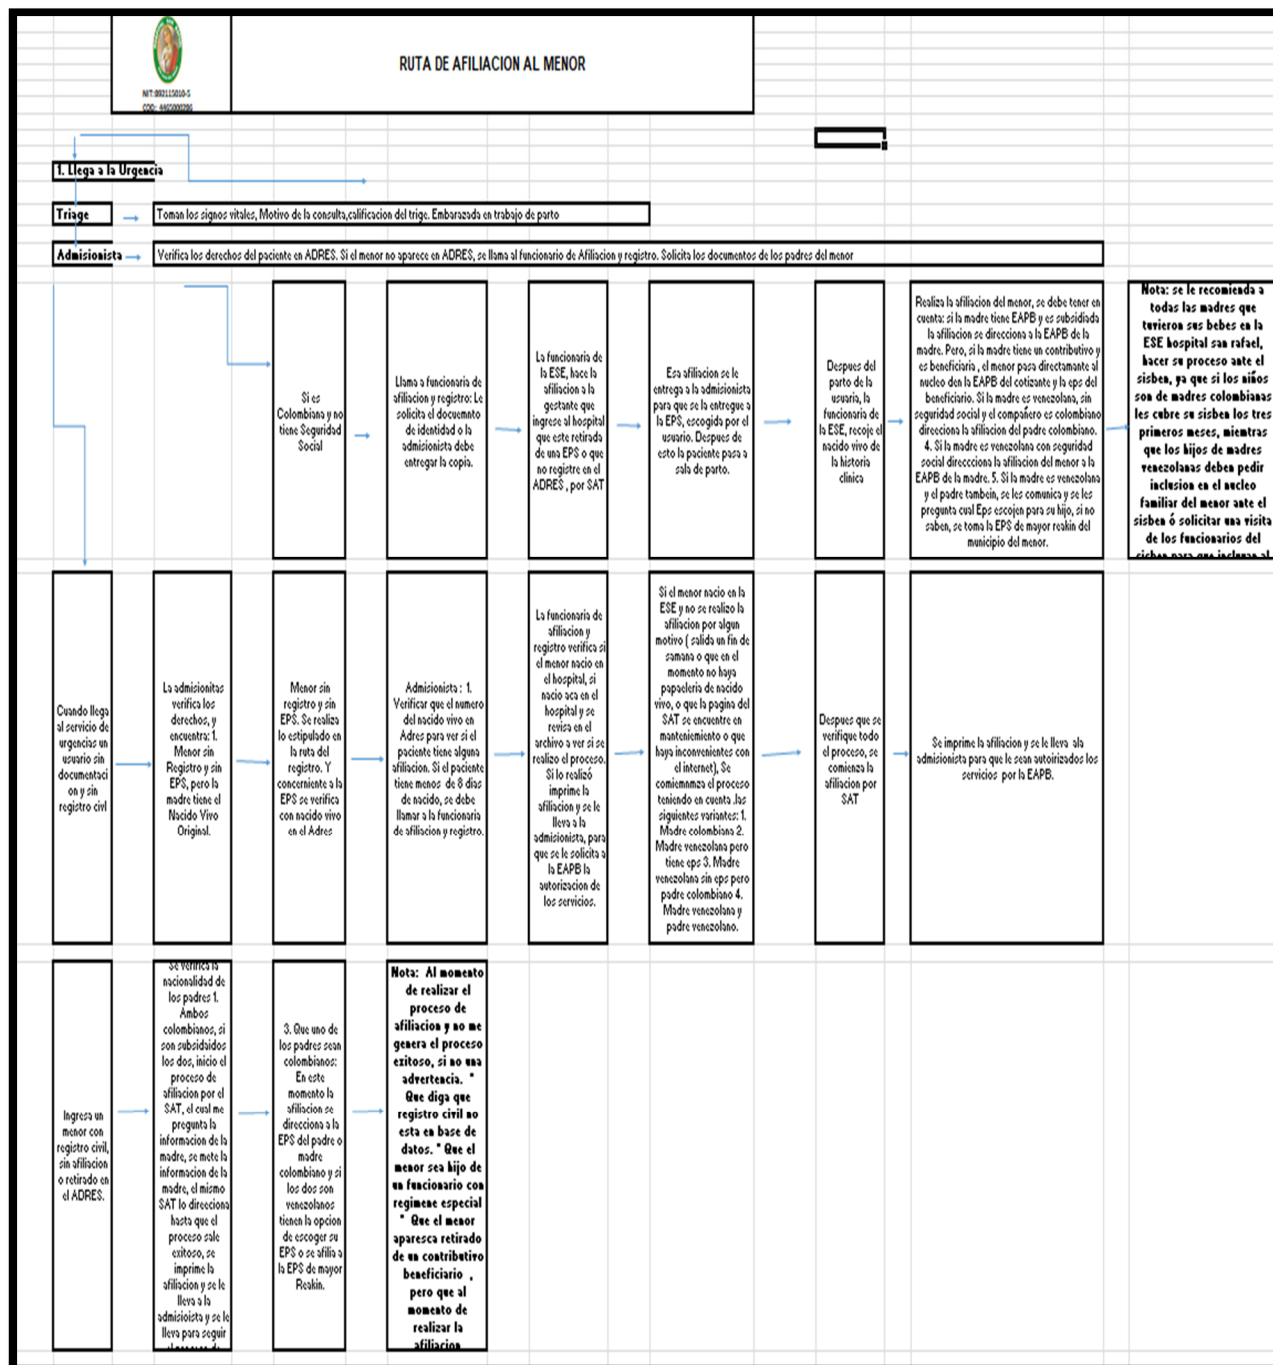 RUTA DE AFILIACION AL MENOR
NIT:892115010-5
COD: 4465000296
1. Llega a la Urgencia
Triage
Toman los signos vitales, Motivo de la consulta,calificacion del trige. Embarazada en trabajo de parto
Admisionista
Verifica los derechos del paciente en ADRES. Si el menor no aparece en ADRES, se llama al funcionario de Afiliacion y registro. Solicita los documentos de los padres del menor
Si es
Colombiana y no
tiene Seguridad
Social
Llama a funcionaria de
afiliacion y registro: Le
solicita el docuemnto
de identidad o la
admisionista debe
entregar la copia.
La funcionaria de
la ESE, hace la
afiliacion a la
gestante que
ingrese al hospital
que este retirada
de una EPS o que
no registre en el
ADRES , por SAT
Esa afiliacion se le
entrega a la admisionista
para que se la entregue a
la EPS, escogida por el
usuario. Despues de
esto la paciente pasa a
sala de parto.
Despues del
parto de la
usuaria, la
funcionaria de
la ESE, recoje el
nacido vivo de
la historia
clinica
Realiza la afiliacion del menor, se debe tener en
cuenta: si la madre tiene EAPB y es subsidiada
la afiliacion se direcciona a la EAPB de la
madre. Pero, si la madre tiene un contributivo y
es beneficiaria , el menor pasa directamante al
nucleo den la EAPB del cotizante y la eps del
beneficiario. Si la madre es venezolana, sin
seguridad social y el compañero es colombiano
direciona la afiliacion del padre colombiano.
4. Si la madre es venezolana con seguridad
social direccciona la afiliacion del menor a la
EAPB de la madre. 5. Si la madre es venezolana
y el padre tambein, se les comunica y se les
pregunta cual Eps escojen para su hijo, si no
saben, se toma la EPS de mayor reakin del
municipio del menor.
Nota: se le recomienda a
todas las madres que
tuvieron sus bebes en la
ESE hospital san rafael,
hacer su proceso ante el
sisben, ya que si los niños
son de madres colombianas
les cubre su sisben los tres
primeros meses, mientras
que los hijos de madres
venezolanas deben pedir
inclusion en el nucleo
familiar del menor ante el
sisben ó solicitar una visita
de los funcionarios del
sisben para que incluyan al
Cuando llega
al servicio de
urgencias un
usuario sin
documentaci
on y sin
registro civl
La admisionitas
verifica los
derechos, y
encuentra: 1.
Menor sin
Registro y sin
EPS, pero la
madre tiene el
Nacido Vivo
Original.
Menor sin
registro y sin
EPS. Se realiza
lo estipulado en
la ruta del
registro. Y
concerniente a la
EPS se verifica
con nacido vivo
en el Adres
Admisionista : 1.
Verificar que el numero
del nacido vivo en
Adres para ver si el
paciente tiene alguna
afiliacion. Si el paciente
tiene menos de 8 dias
de nacido, se debe
llamar a la funcionaria
de afiliacion y registro.
La funcionaria de
afiliacion y
registro verifica si
el menor nacio en
el hospital, si
nacio aca en el
hospital y se
revisa en el
archivo a ver si se
realizo el proceso.
Si lo realizó
imprime la
afiliacion y se le
lleva a la
admisionista, para
que se le solicita a
la EAPB la
autorizacion de
los servicios.
Si el menor nacio en la
ESE y no se realizo la
afiliacion por algun
motivo ( salida un fin de
samana o que en el
momento no haya
papaeleria de nacido
vivo, o que la pagina del
SAT se encuentre en
manteniemiento o que
haya inconvenientes con
el internet), Se
comiemnmza el proceso
teniendo en cuenta .las
siguientes variantes: 1.
Madre colombiana 2.
Madre venezolana pero
tiene eps 3. Madre
venezolana sin eps pero
padre colombiano 4.
Madre venezolana y
padre venezolano.
Despues que se
verifique todo
el proceso, se
comienza la
afiliacion por
SAT
Se imprime la afiliacion y se le lleva ala
admisionista para que le sean autoirizados los
servicios por la EAPB.
Ingresa un
menor con
registro civil,
sin afiliacion
o retirado en
el ADRES.
Se verifica la
nacionalidad de
los padres 1.
Ambos
colombianos, si
son subsidaidos
los dos, inicio el
proceso de
afiliacion por el
SAT, el cual me
pregunta la
informacion de la
madre, se mete la
informacion de la
madre, el mismo
SAT lo direeciona
hasta que el
proceso sale
exitoso, se
imprime la
afiliacion y se le
lleva a la
admisioista y se le
lleva para seguir
3. Que uno de
los padres sean
colombianos:
En este
momento la
afiliacion se
direcciona a la
EPS del padre o
madre
colombiano y si
los dos son
venezolanos
tienen la opcion
de escoger su
EPS o se afilia a
la EPS de mayor
Reakin.
Nota: Al momento
de realizar el
proceso de
afiliacion y no me
genera el proceso
exitoso, si no una
advertencia. *
Que diga que
registro civil no
esta en base de
datos. * Que el
menor sea hijo de
un funcionario con
regimene especial
* Que el menor
aparesca retirado
de un contributivo
beneficiario ,
pero que al
momento de
realizar la
afiliacion